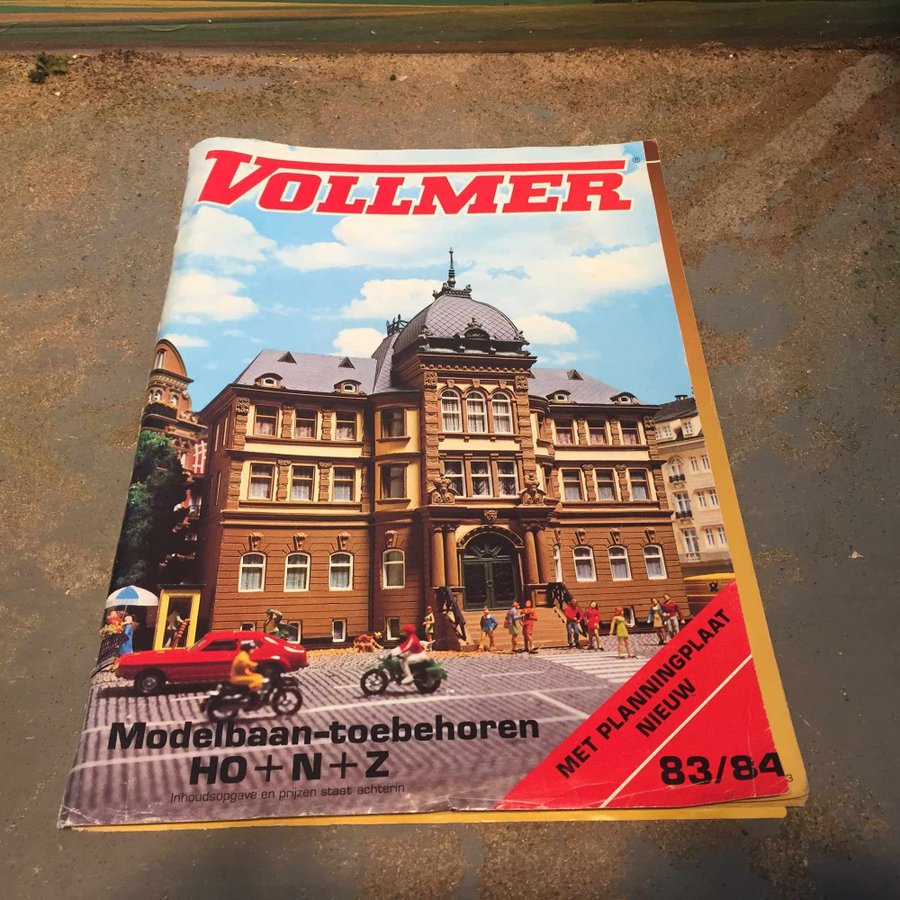 VOLLMER®
MET PLANNINGPLAAT
NIEUW
Modelbaan-toebehoren
HO+N+Z
Inhoudsopgave en prijzen staat achterin
83/84